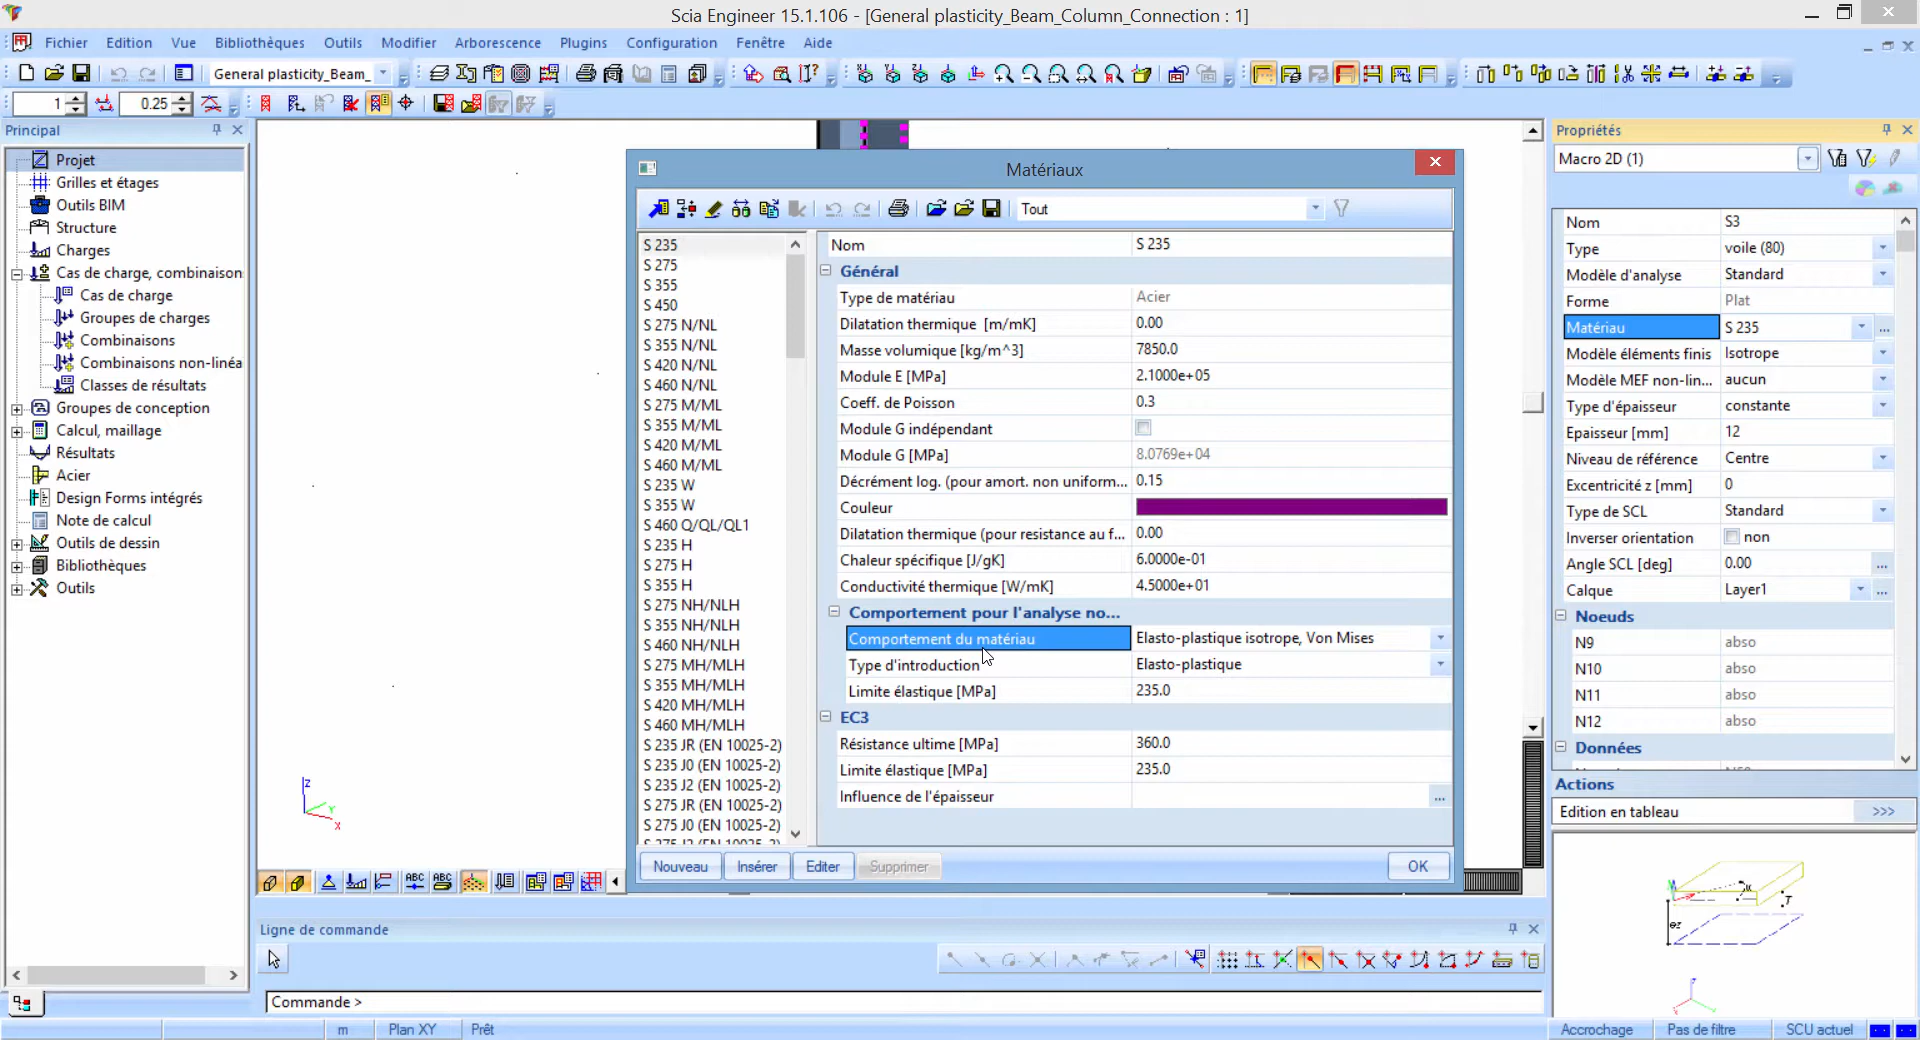 Scia Engineer 15.1.106 - [General plasticity_Beam_Column_Connection : 1]
Fichier Edition Vue Bibliothèques Outils Modifier Arborescence Plugins Configuration Fenêtre Aide
General plasticity_Beam_
1 0.25
Principal
Projet
Grilles et étages
Outils BIM
Structure
Charges
Cas de charge, combinaison
Cas de charge
Groupes de charges
Combinaisons
Combinaisons non-linéa
Classes de résultats
Groupes de conception
Calcul, maillage
Résultats
Acier
Design Forms intégrés
Note de calcul
Outils de dessin
Bibliothèques
Outils
Matériaux
Tout
S 235
S 275
S 355
S 450
S 275 N/NL
S 355 N/NL
S 420 N/NL
S 460 N/NL
S 275 M/ML
S 355 M/ML
S 420 M/ML
S 460 M/ML
S 235 W
S 355 W
S 460 Q/QL/QL1
S 235 H
S 275 H
S 355 H
S 275 NH/NLH
S 355 NH/NLH
S 460 NH/NLH
S 275 MH/MLH
S 355 MH/MLH
S 420 MH/MLH
S 460 MH/MLH
S 235 JR (EN 10025-2)
S 235 J0 (EN 10025-2)
S 235 J2 (EN 10025-2)
S 275 JR (EN 10025-2)
S 275 J0 (EN 10025-2)
S 275 J2 (EN 10025-2)
Nom S 235
Général
Type de matériau Acier
Dilatation thermique [m/mK] 0.00
Masse volumique [kg/m^3] 7850.0
Module E [MPa] 2.1000e+05
Coeff. de Poisson 0.3
Module G indépendant
Module G [MPa] 8.0769e+04
Décrément log. (pour amort. non uniform... 0.15
Couleur
Dilatation thermique (pour resistance au f... 0.00
Chaleur spécifique [J/gK] 6.0000e-01
Conductivité thermique [W/mK] 4.5000e+01
Comportement pour l'analyse no...
Comportement du matériau Elasto-plastique isotrope, Von Mises
Type d'introduction Elasto-plastique
Limite élastique [MPa] 235.0
EC3
Résistance ultime [MPa] 360.0
Limite élastique [MPa] 235.0
Influence de l'épaisseur ...
Nouveau Insérer Editer Supprimer OK
Propriétés
Macro 2D (1)
Nom S3
Type voile (80)
Modèle d'analyse Standard
Forme Plat
Matériau S 235 ...
Modèle éléments finis Isotrope
Modèle MEF non-lin... aucun
Type d'épaisseur constante
Epaisseur [mm] 12
Niveau de référence Centre
Excentricité z [mm] 0
Type de SCL Standard
Inverser orientation non
Angle SCL [deg] 0.00 ...
Calque Layer1 ...
Noeuds
N9 abso
N10 abso
N11 abso
N12 abso
Données
Actions
Edition en tableau >>>
z
Y
X
ABC ABC
ez
T
Ligne de commande
Commande >
m Plan XY Prêt Accrochage Pas de filtre SCU actuel